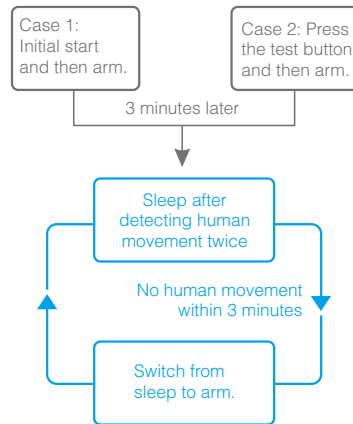 Case 1:
Initial start
and then arm.
Case 2: Press
the test button
and then arm.
3 minutes later
Sleep after
detecting human
movement twice
No human movement
within 3 minutes
Switch from
sleep to arm.